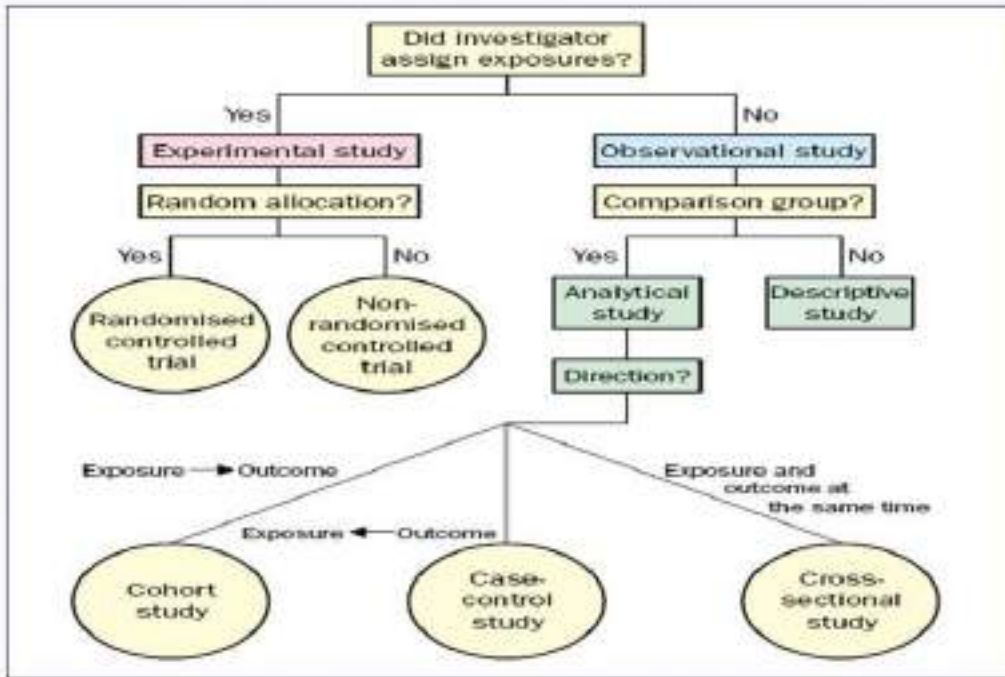 Did investigator
assign exposures?
Yes
No
Experimental study
Observational study
Random allocation?
Comparison group?
Yes
No
Yes
No
Randomised
controlled
trial
Non-
randomised
controlled
trial
Analytical
study
Descriptive
study
Direction?
Exposure → Outcome
Exposure ← Outcome
Exposure and
outcome at
the same time
Cohort
study
Case-
control
study
Cross-
sectional
study